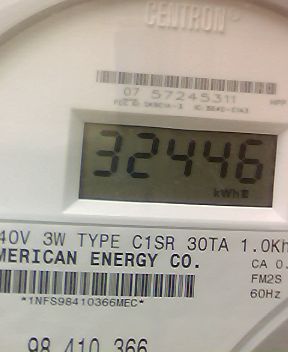 CENTRON®
07 57245311
32446
kWh
40V 3W TYPE C1SR 30TA 1.0Kh
MERICAN ENERGY CO.
CA 0.
FM2S
*1NFS98410366MEC*
60Hz
98 410 366